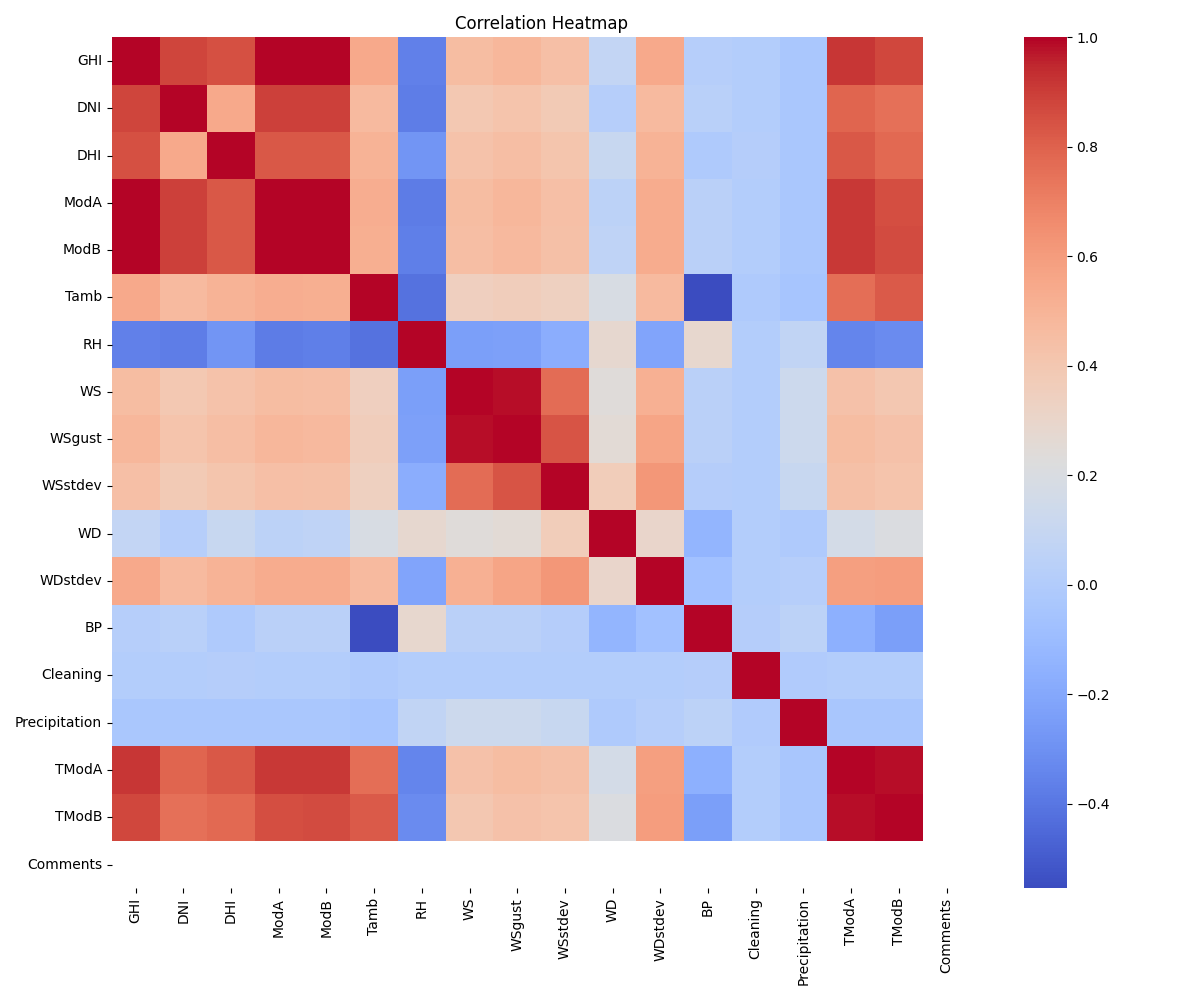 Correlation Heatmap
GHI
DNI
DHI
ModA
ModB
Tamb
RH
WS
WSgust
WSstdev
WD
WDstdev
BP
Cleaning
Precipitation
TModA
TModB
Comments
GHI
DNI
DHI
ModA
ModB
Tamb
RH
WS
WSgust
WSstdev
WD
WDstdev
BP
Cleaning
Precipitation
TModA
TModB
Comments
1.0
0.8
0.6
0.4
0.2
0.0
−0.2
−0.4